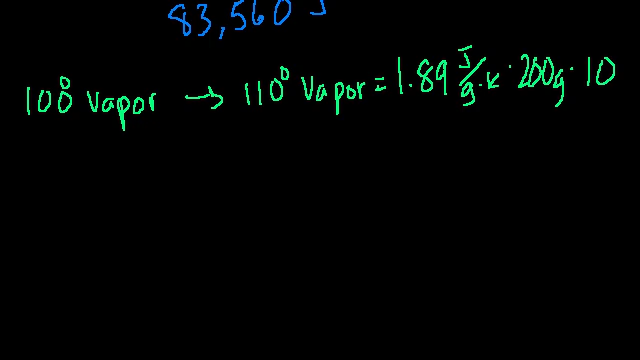 83,560 J
100° vapor → 110° vapor = 1.89 J/g·K · 200g · 10